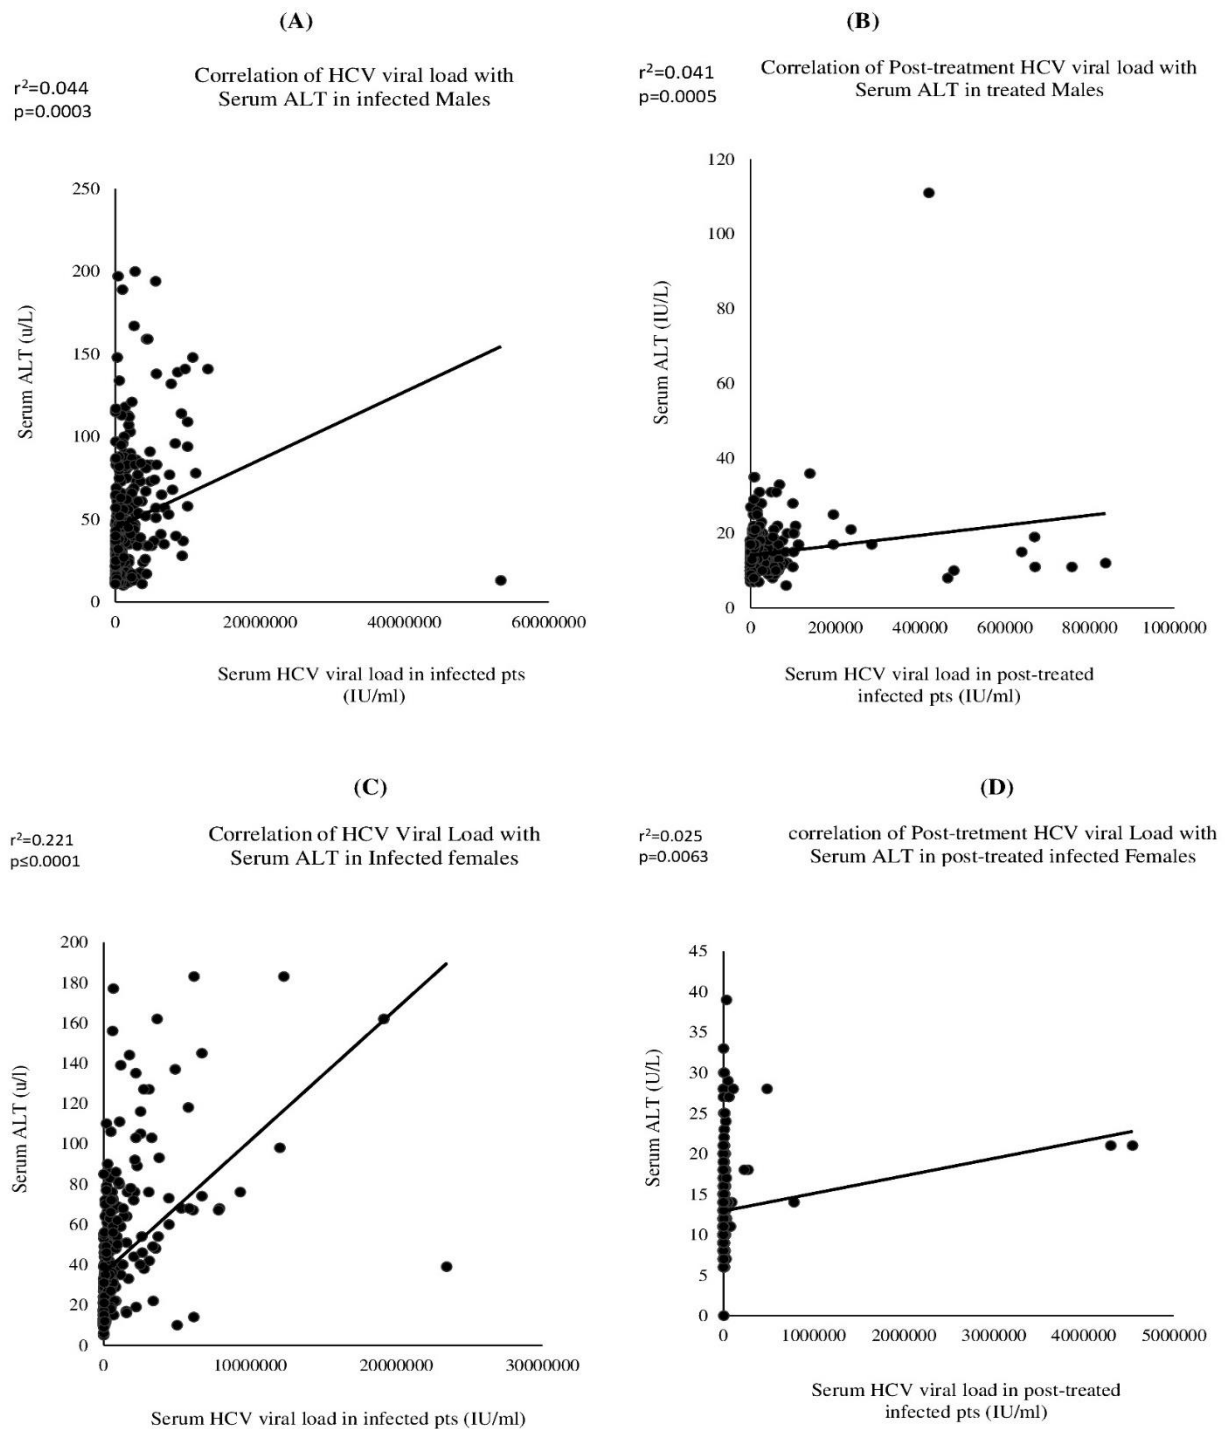 (A)
r²=0.044
p=0.0003
Correlation of HCV viral load with
Serum ALT in infected Males
250
200
150
100
50
0
Serum ALT (u/L)
0 20000000 40000000 60000000
Serum HCV viral load in infected pts
(IU/ml)
(B)
r²=0.041
p=0.0005
Correlation of Post-treatment HCV viral load with
Serum ALT in treated Males
120
100
80
60
40
20
0
Serum ALT (IU/L)
0 200000 400000 600000 800000 1000000
Serum HCV viral load in post-treated
infected pts (IU/ml)
(C)
r²=0.221
p≤0.0001
Correlation of HCV Viral Load with
Serum ALT in Infected females
200
180
160
140
120
100
80
60
40
20
0
Serum ALT (u/l)
0 10000000 20000000 30000000
Serum HCV viral load in infected pts (IU/ml)
(D)
r²=0.025
p=0.0063
correlation of Post-tretment HCV viral Load with
Serum ALT in post-treated infected Females
45
40
35
30
25
20
15
10
5
0
Serum ALT (U/L)
0 1000000 2000000 3000000 4000000 5000000
Serum HCV viral load in post-treated
infected pts (IU/ml)